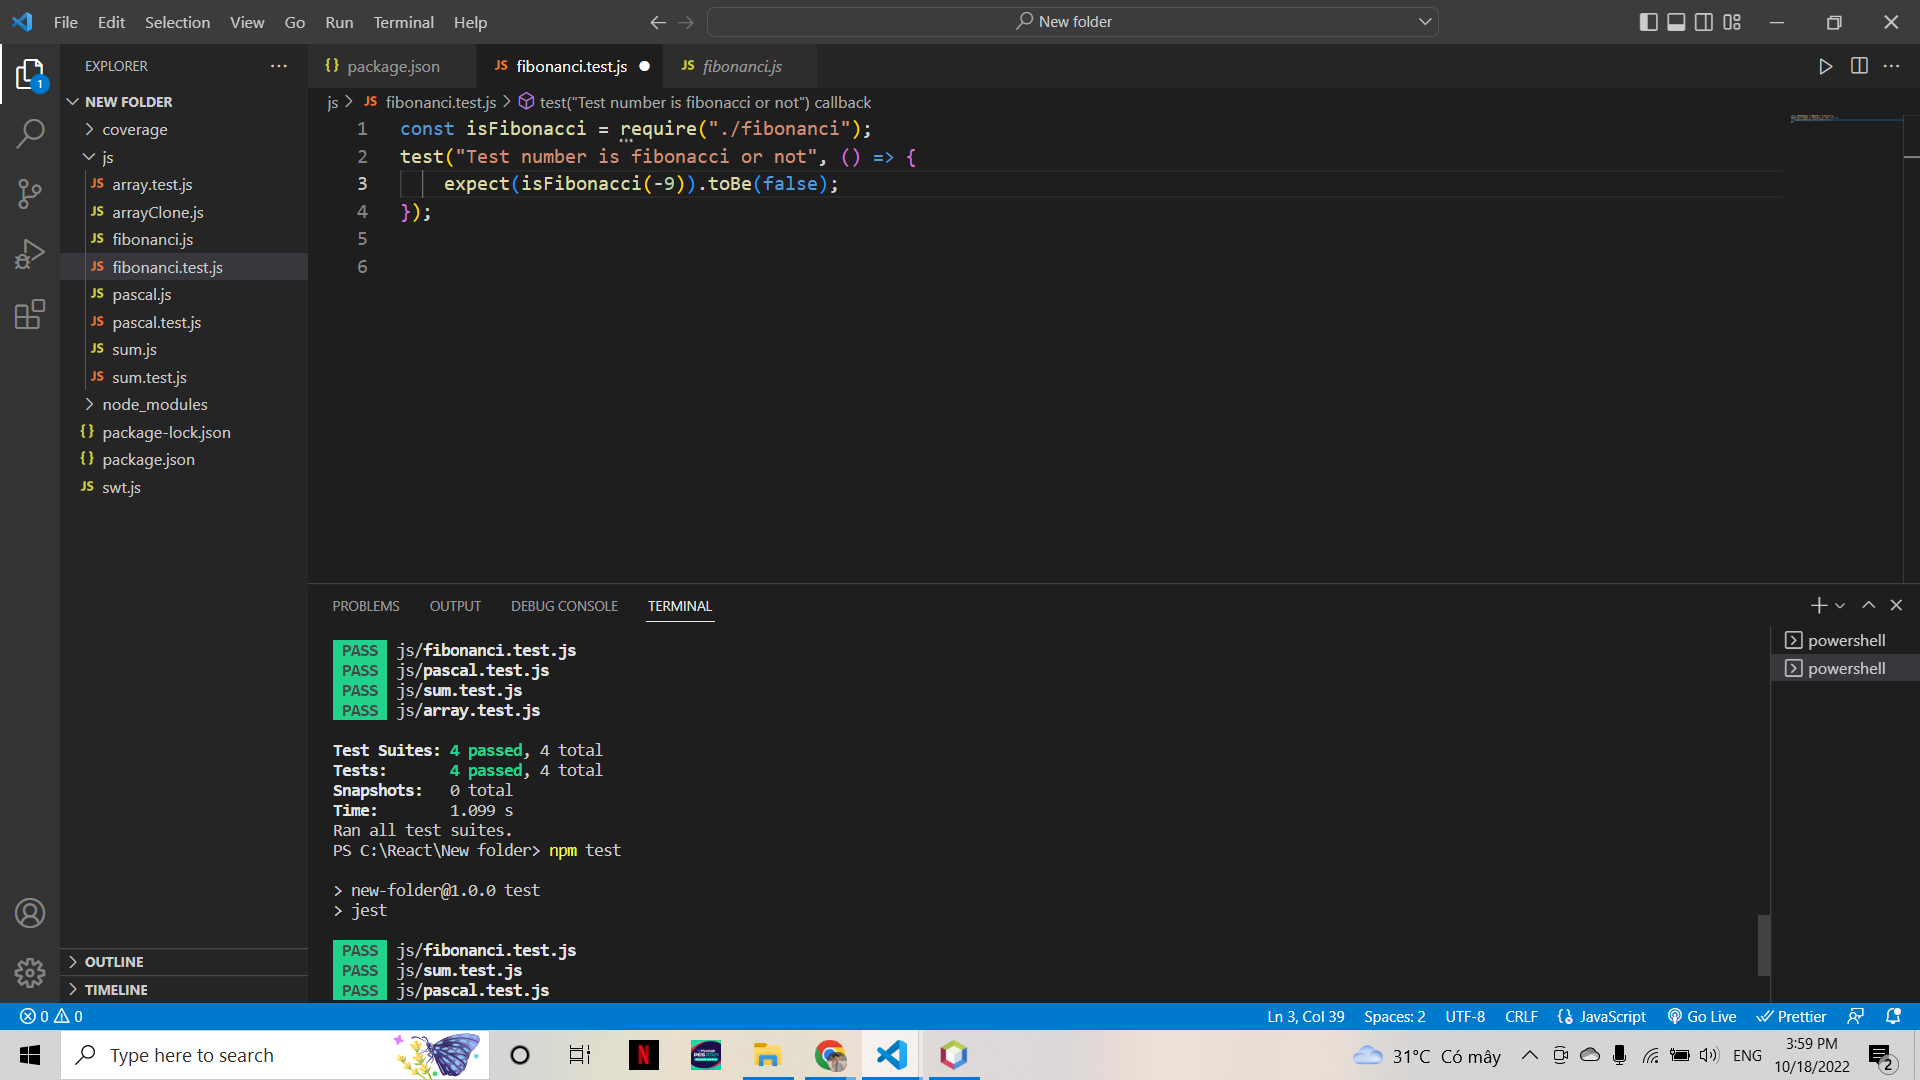 File Edit Selection View Go Run Terminal Help
New folder
EXPLORER
package.json
fibonanci.test.js
fibonanci.js
NEW FOLDER
coverage
js
array.test.js
arrayClone.js
fibonanci.js
fibonanci.test.js
pascal.js
pascal.test.js
sum.js
sum.test.js
node_modules
package-lock.json
package.json
swt.js
OUTLINE
TIMELINE
js > JS fibonanci.test.js > test("Test number is fibonacci or not") callback
1 const isFibonacci = require("./fibonanci");
2 test("Test number is fibonacci or not", () => {
3 expect(isFibonacci(-9)).toBe(false);
4 });
5
6
PROBLEMS OUTPUT DEBUG CONSOLE TERMINAL
powershell
powershell
PASS js/fibonanci.test.js
PASS js/pascal.test.js
PASS js/sum.test.js
PASS js/array.test.js
Test Suites: 4 passed, 4 total
Tests: 4 passed, 4 total
Snapshots: 0 total
Time: 1.099 s
Ran all test suites.
PS C:\React\New folder> npm test
> new-folder@1.0.0 test
> jest
PASS js/fibonanci.test.js
PASS js/sum.test.js
PASS js/pascal.test.js
0 0
Ln 3, Col 39 Spaces: 2 UTF-8 CRLF JavaScript Go Live Prettier
Type here to search
31°C Có mây
ENG
3:59 PM
10/18/2022
2